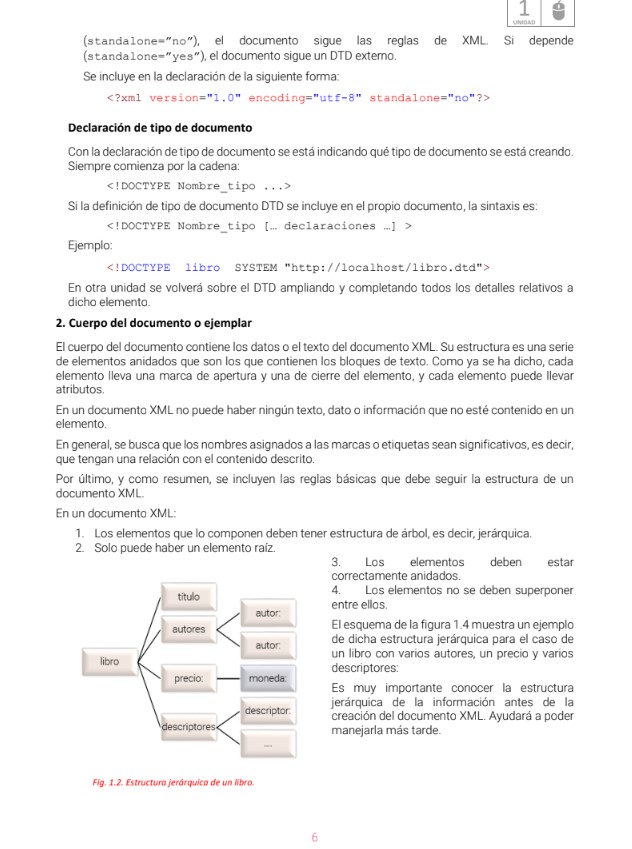 1
UNIDAD
(standalone="no"), el documento sigue las reglas de XML. Si depende
(standalone="yes"), el documento sigue un DTD externo.
Se incluye en la declaración de la siguiente forma:
<?xml version="1.0" encoding="utf-8" standalone="no"?>
Declaración de tipo de documento
Con la declaración de tipo de documento se está indicando qué tipo de documento se está creando.
Siempre comienza por la cadena:
<!DOCTYPE Nombre_tipo ...>
Si la definición de tipo de documento DTD se incluye en el propio documento, la sintaxis es:
<!DOCTYPE Nombre_tipo [… declaraciones …] >
Ejemplo:
<!DOCTYPE libro SYSTEM "http://localhost/libro.dtd">
En otra unidad se volverá sobre el DTD ampliando y completando todos los detalles relativos a
dicho elemento.
2. Cuerpo del documento o ejemplar
El cuerpo del documento contiene los datos o el texto del documento XML. Su estructura es una serie
de elementos anidados que son los que contienen los bloques de texto. Como ya se ha dicho, cada
elemento lleva una marca de apertura y una de cierre del elemento, y cada elemento puede llevar
atributos.
En un documento XML no puede haber ningún texto, dato o información que no esté contenido en un
elemento.
En general, se busca que los nombres asignados a las marcas o etiquetas sean significativos, es decir,
que tengan una relación con el contenido descrito.
Por último, y como resumen, se incluyen las reglas básicas que debe seguir la estructura de un
documento XML.
En un documento XML:
1. Los elementos que lo componen deben tener estructura de árbol, es decir, jerárquica.
2. Solo puede haber un elemento raíz.
3. Los elementos deben estar
correctamente anidados.
4. Los elementos no se deben superponer
entre ellos.
El esquema de la figura 1.4 muestra un ejemplo
de dicha estructura jerárquica para el caso de
un libro con varios autores, un precio y varios
descriptores:
Es muy importante conocer la estructura
jerárquica de la información antes de la
creación del documento XML. Ayudará a poder
manejarla más tarde.
libro
título
autores
autor:
autor:
precio:
moneda:
descriptores
descriptor:
...
Fig. 1.2. Estructura jerárquica de un libro.
6